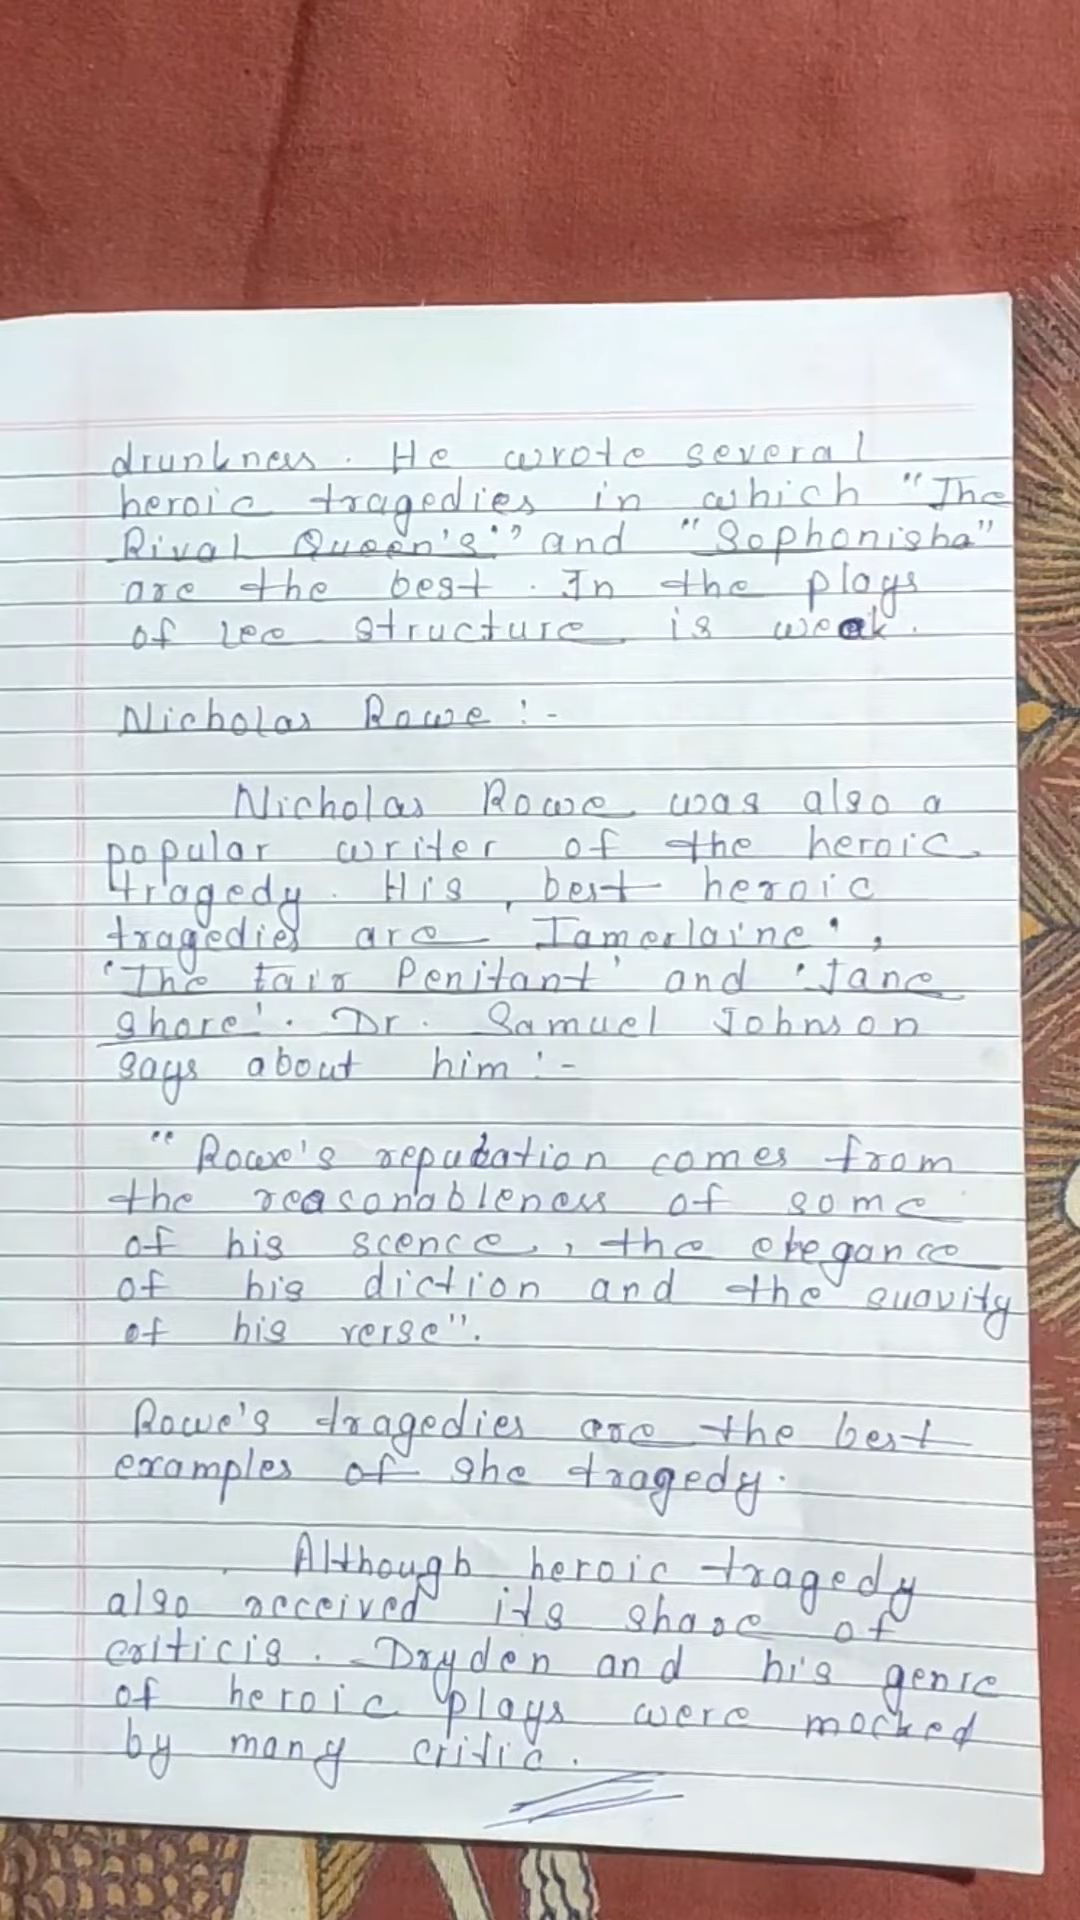 drunkness. He wrote several
heroic tragedies in which "The
Rival Queen's" and "Sophonisba"
are the best. In the plays
of Lee structure is weak.
Nicholas Rowe :-
Nicholas Rowe was also a
popular writer of the heroic
tragedy. His best heroic
tragedies are Tamerlaine',
'The Fair Penitant' and 'Jane
Shore'. Dr. Samuel Johnson
says about him :-
"Rowe's reputation comes from
the reasonableness of some
of his scence, the elegance
of his diction and the suavity
of his verse".
Rowe's tragedies are the best
examples of she tragedy.
Although heroic tragedy
also received its share of
criticis. Dryden and his genre
of heroic plays were mocked
by many critic.